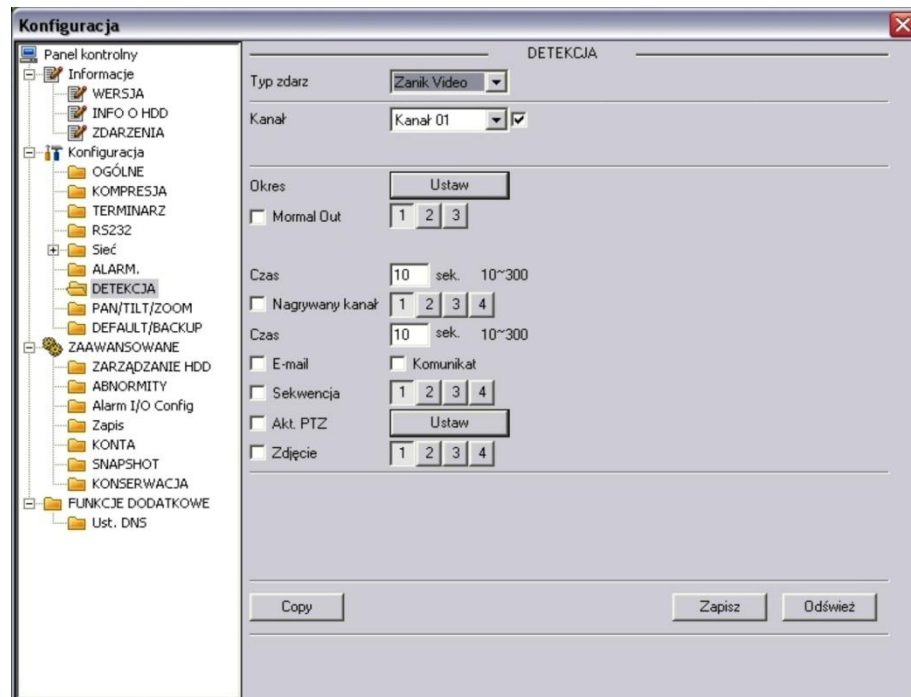 Konfiguracja
Panel kontrolny
Informacje
WERSJA
INFO O HDD
ZDARZENIA
Konfiguracja
OGÓLNE
KOMPRESJA
TERMINARZ
RS232
Sieć
ALARM.
DETEKCJA
PAN/TILT/ZOOM
DEFAULT/BACKUP
ZAAWANSOWANE
ZARZĄDZANIE HDD
ABNORMITY
Alarm I/O Config
Zapis
KONTA
SNAPSHOT
KONSERWACJA
FUNKCJE DODATKOWE
Ust. DNS
DETEKCJA
Typ zdarz Zanik Video
Kanał Kanał 01
Okres Ustaw
Mormal Out 1 2 3
Czas 10 sek. 10~300
Nagrywany kanał 1 2 3 4
Czas 10 sek. 10~300
E-mail Komunikat
Sekwencja 1 2 3 4
Akt. PTZ Ustaw
Zdjęcie 1 2 3 4
Copy Zapisz Odśwież